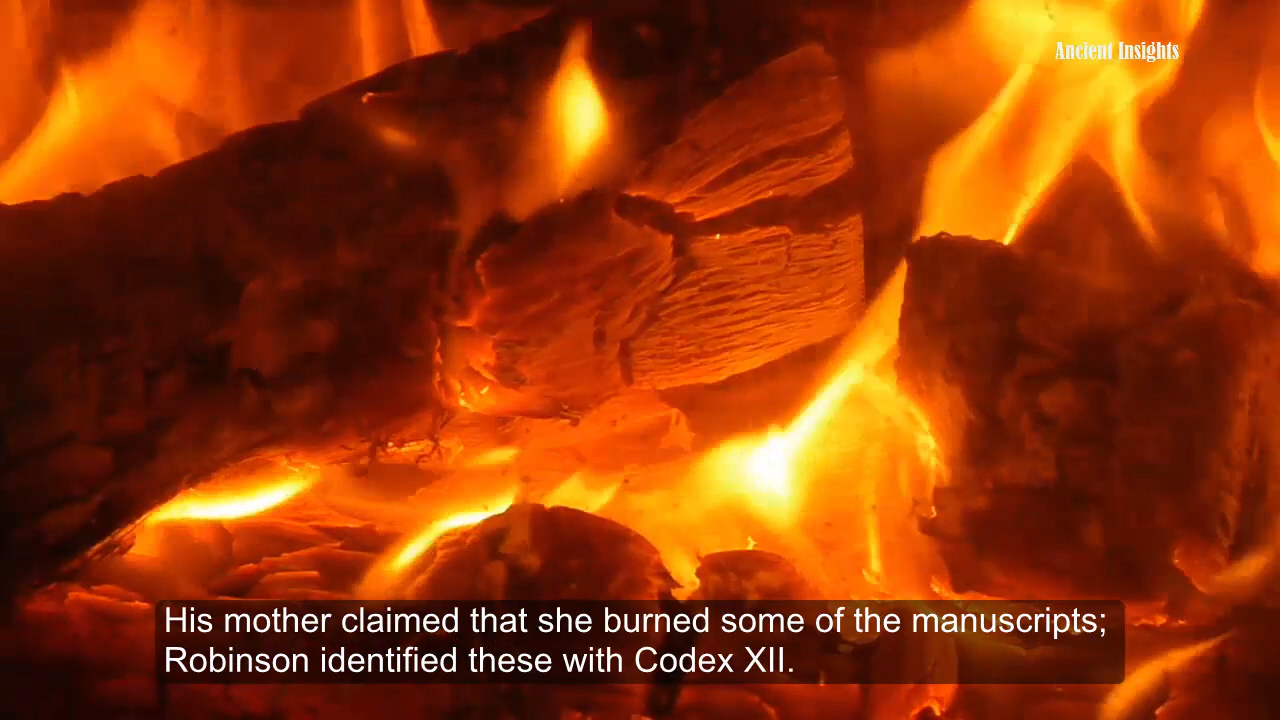 Ancient Insights
His mother claimed that she burned some of the manuscripts;
Robinson identified these with Codex XII.